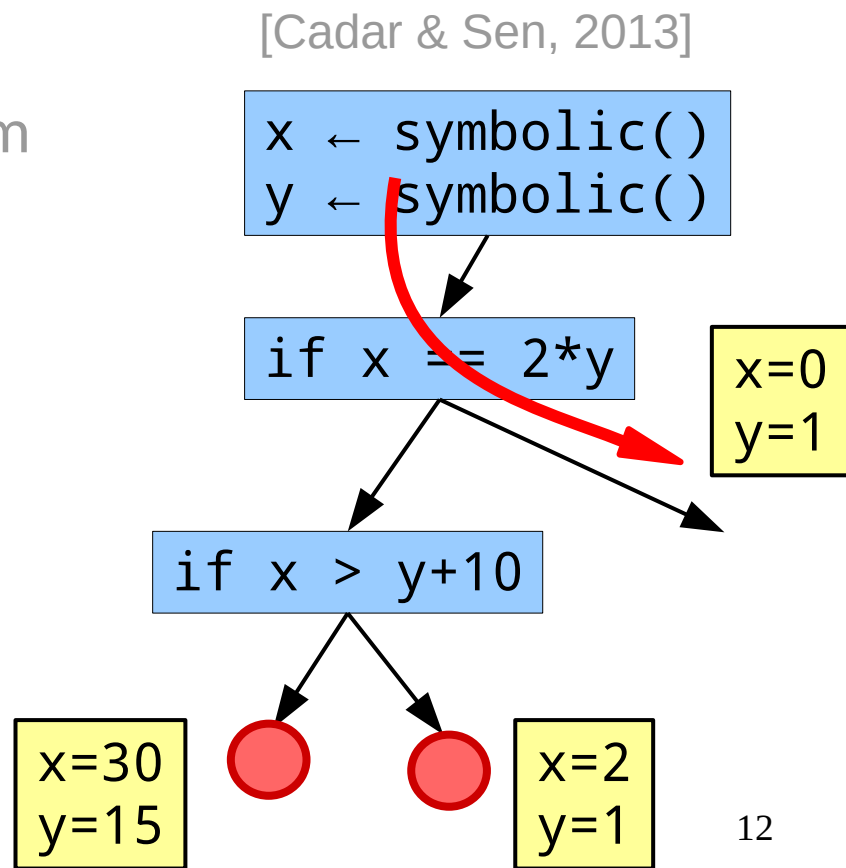 [Cadar & Sen, 2013]
m
x ← symbolic()
y ← symbolic()
if x == 2*y
x=0
y=1
if x > y+10
x=30
y=15
x=2
y=1
12